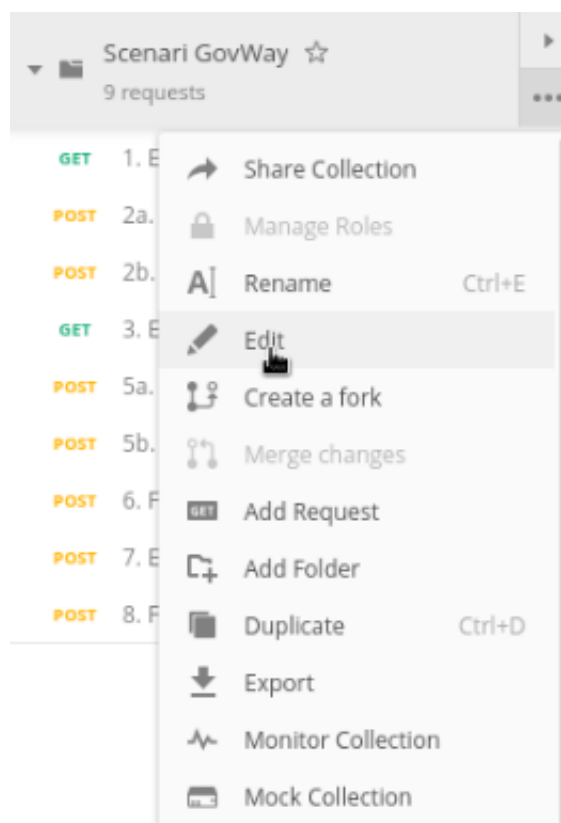 Scenari GovWay
9 requests
GET 1. E
POST 2a.
POST 2b.
GET 3. E
POST 5a.
POST 5b.
POST 6. F
POST 7. E
POST 8. F
Share Collection
Manage Roles
Rename Ctrl+E
Edit
Create a fork
Merge changes
GET Add Request
Add Folder
Duplicate Ctrl+D
Export
Monitor Collection
Mock Collection